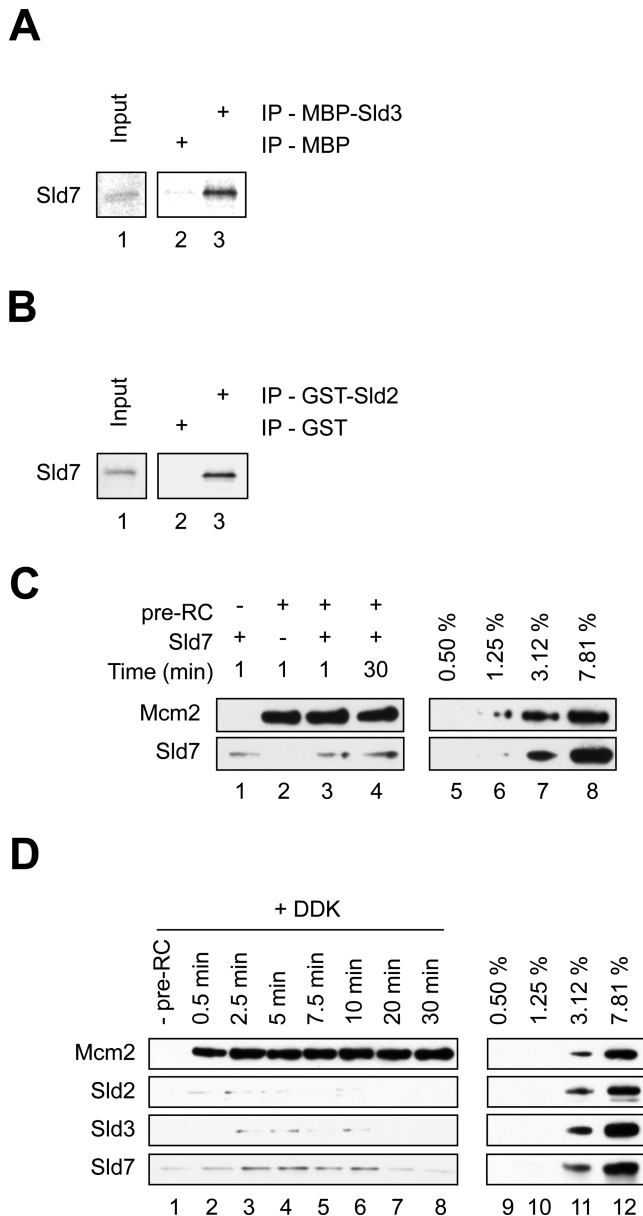 A
Input
+ IP - MBP-Sld3
+ IP - MBP
Sld7
1 2 3
B
Input
+ IP - GST-Sld2
+ IP - GST
Sld7
1 2 3
C
pre-RC - + + +
Sld7 + - + +
Time (min) 1 1 1 30
0.50 % 1.25 % 3.12 % 7.81 %
Mcm2
Sld7
1 2 3 4 5 6 7 8
D
+ DDK
- pre-RC 0.5 min 2.5 min 5 min 7.5 min 10 min 20 min 30 min
0.50 % 1.25 % 3.12 % 7.81 %
Mcm2
Sld2
Sld3
Sld7
1 2 3 4 5 6 7 8 9 10 11 12